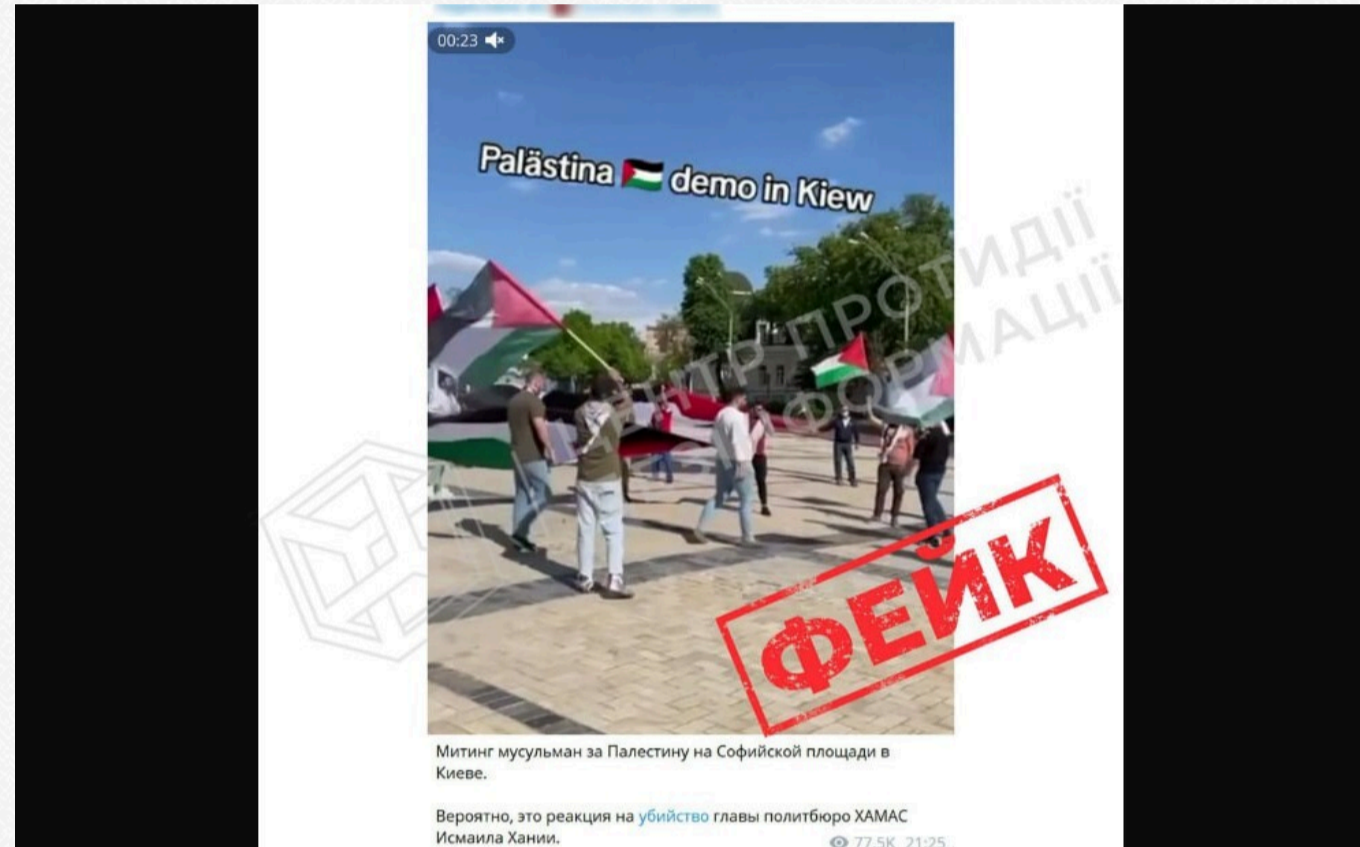 00:23
Palästina 🇵🇸 demo in Kiew
ЦЕНТР ПРОТИДІЇ
ДЕЗІНФОРМАЦІЇ
ФЕЙК
Митинг мусульман за Палестину на Софийской площади в
Киеве.
Вероятно, это реакция на убийство главы политбюро ХАМАС
Исмаила Хании.
77.5K 21:25